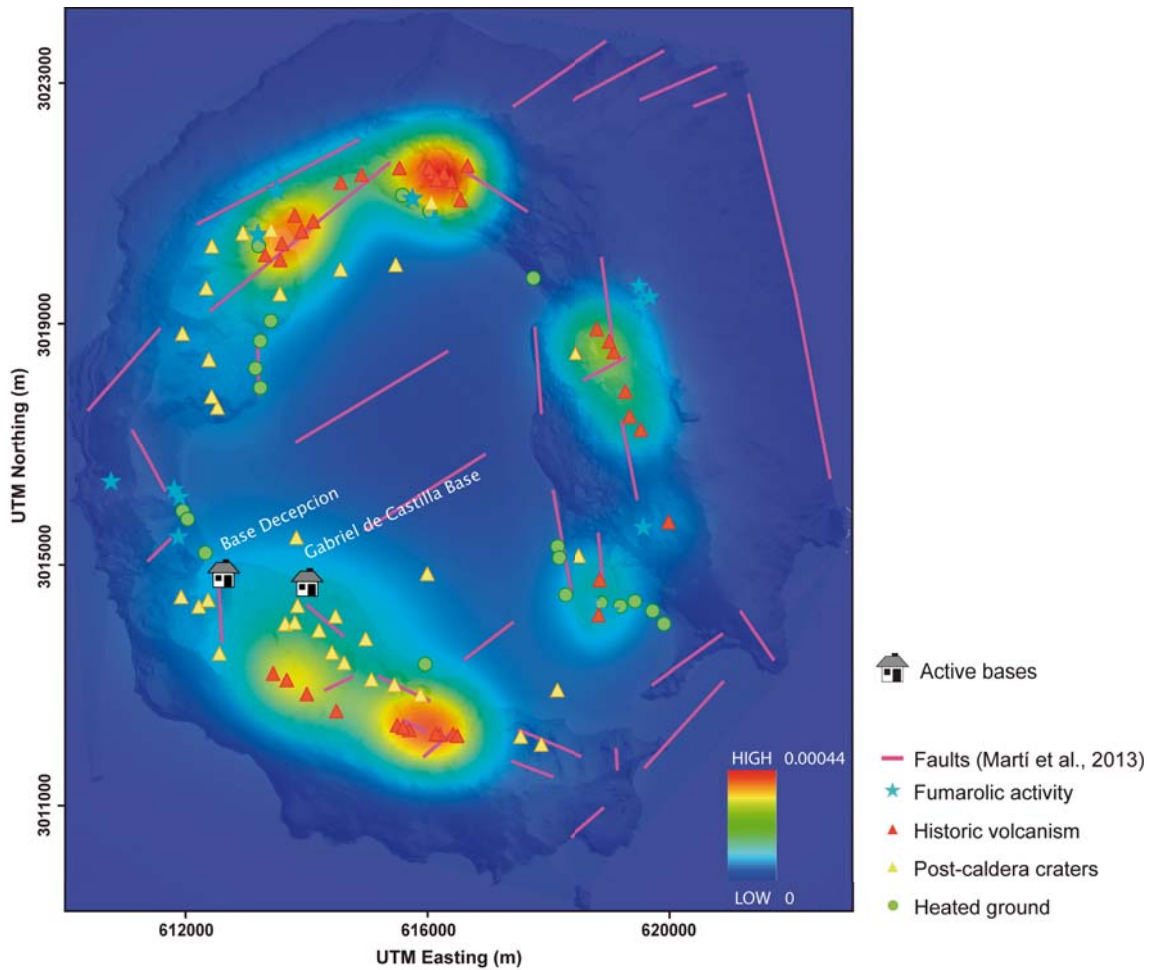 3023000
3019000
3015000
3011000
UTM Northing (m)
612000
616000
620000
UTM Easting (m)
Base Decepcion
Gabriel de Castilla Base
HIGH 0.00044
LOW 0
Active bases
Faults (Martí et al., 2013)
Fumarolic activity
Historic volcanism
Post-caldera craters
Heated ground